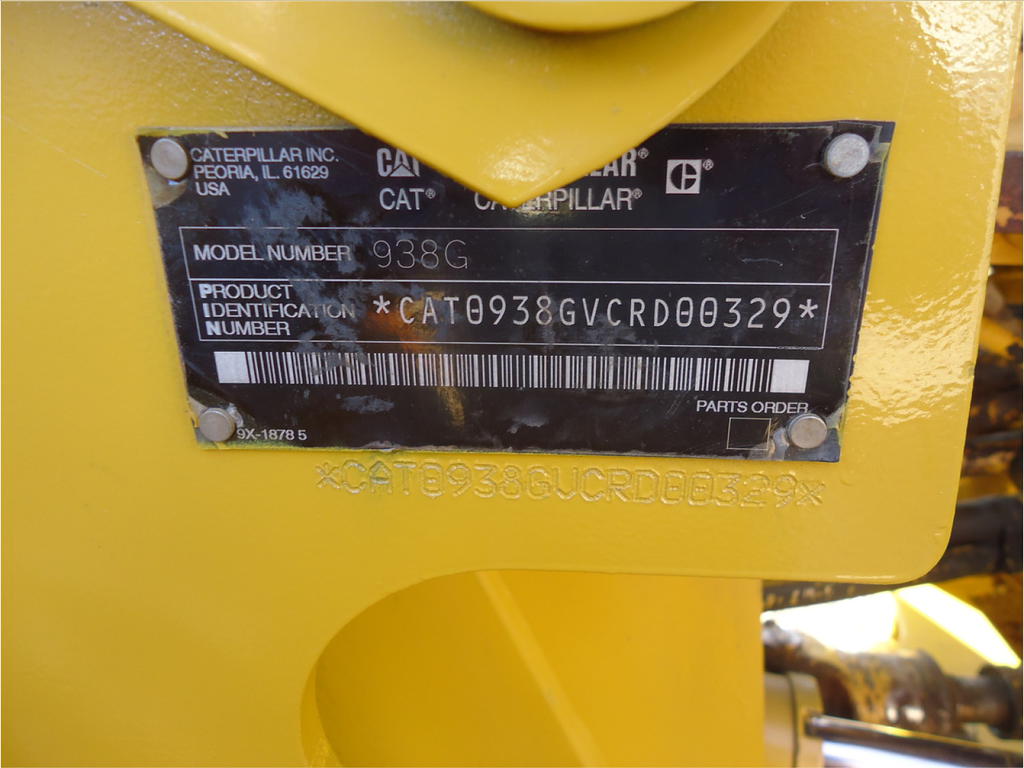 CATERPILLAR INC.
PEORIA, IL. 61629
USA
CAT®
CAT® CATERPILLAR®
MODEL NUMBER 938G
PRODUCT
IDENTIFICATION *CAT0938GVCRD00329*
NUMBER
PARTS ORDER
9X-1878 5
*CAT0938GVCRD00329*